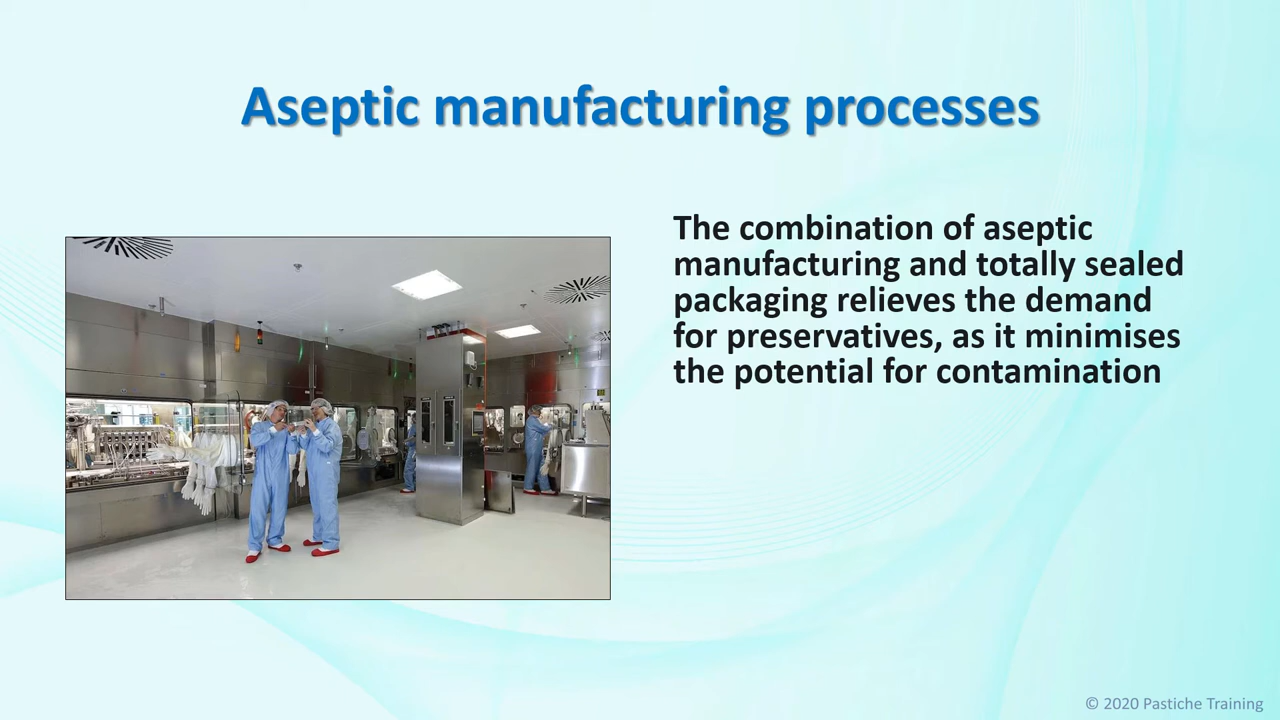 Aseptic manufacturing processes
The combination of aseptic
manufacturing and totally sealed
packaging relieves the demand
for preservatives, as it minimises
the potential for contamination
© 2020 Pastiche Training